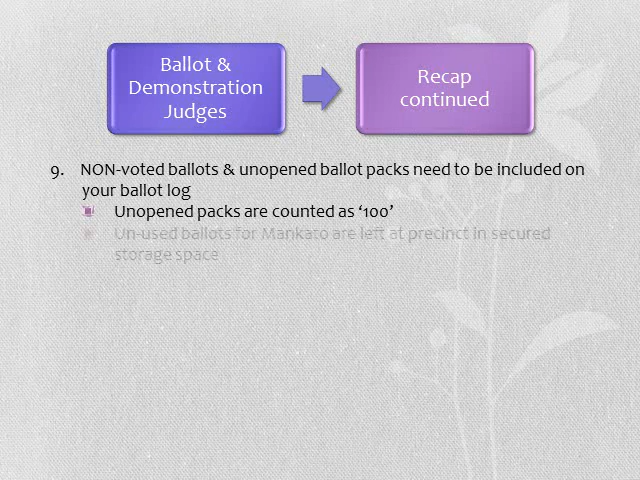 Ballot &
Demonstration
Judges
Recap
continued
9. NON-voted ballots & unopened ballot packs need to be included on
your ballot log
Unopened packs are counted as ‘100’
Un-used ballots for Mankato are left at precinct in secured
storage space